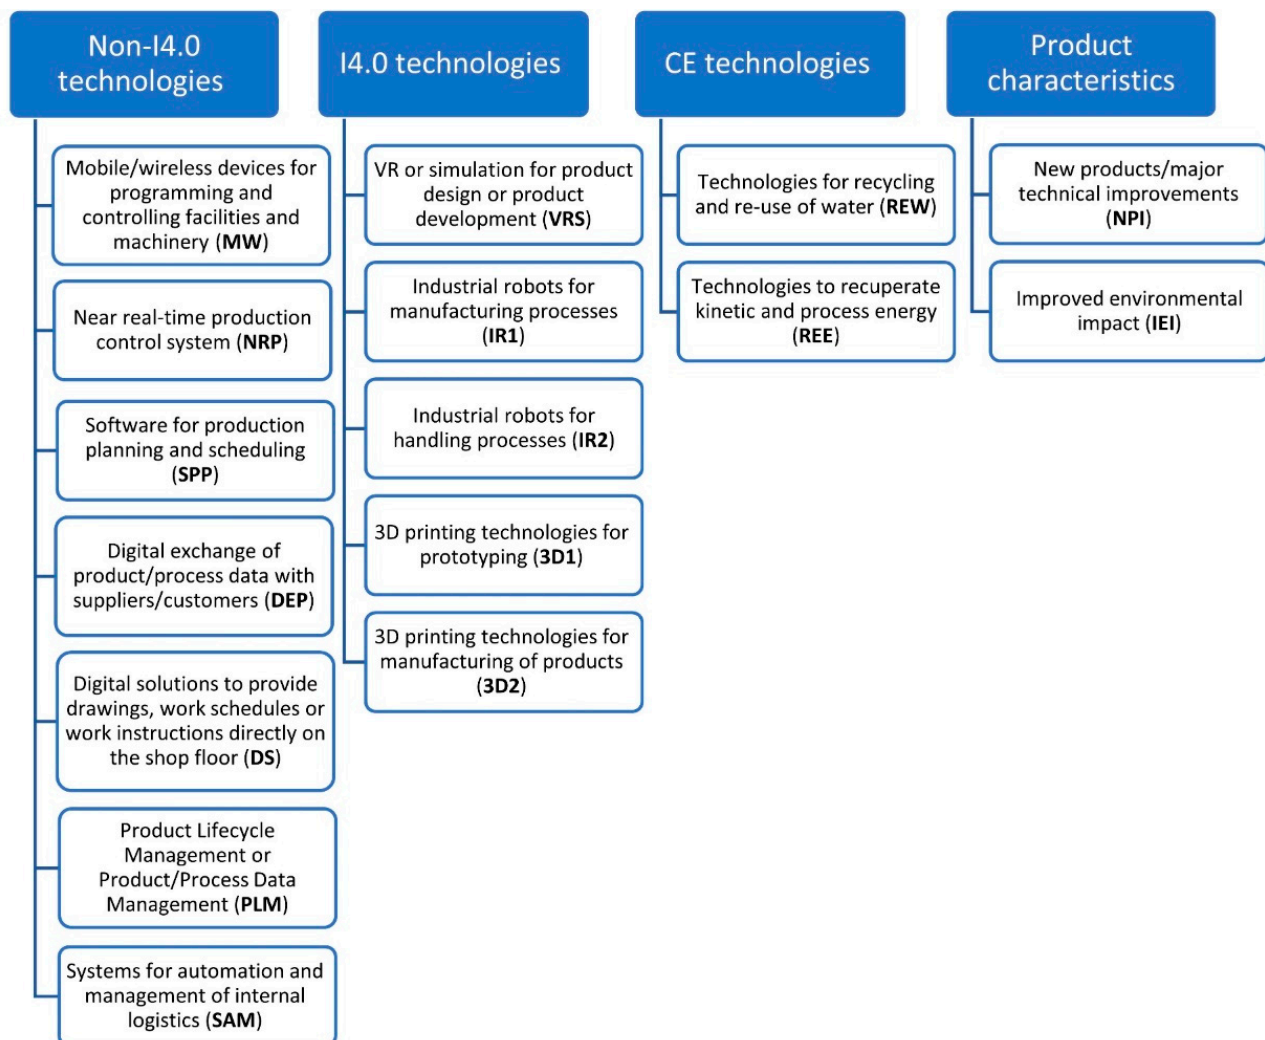 Non-I4.0
technologies
Mobile/wireless devices for
programming and
controlling facilities and
machinery (MW)
Near real-time production
control system (NRP)
Software for production
planning and scheduling
(SPP)
Digital exchange of
product/process data with
suppliers/customers (DEP)
Digital solutions to provide
drawings, work schedules or
work instructions directly on
the shop floor (DS)
Product Lifecycle
Management or
Product/Process Data
Management (PLM)
Systems for automation and
management of internal
logistics (SAM)
I4.0 technologies
VR or simulation for product
design or product
development (VRS)
Industrial robots for
manufacturing processes
(IR1)
Industrial robots for
handling processes (IR2)
3D printing technologies for
prototyping (3D1)
3D printing technologies for
manufacturing of products
(3D2)
CE technologies
Technologies for recycling
and re-use of water (REW)
Technologies to recuperate
kinetic and process energy
(REE)
Product
characteristics
New products/major
technical improvements
(NPI)
Improved environmental
impact (IEI)